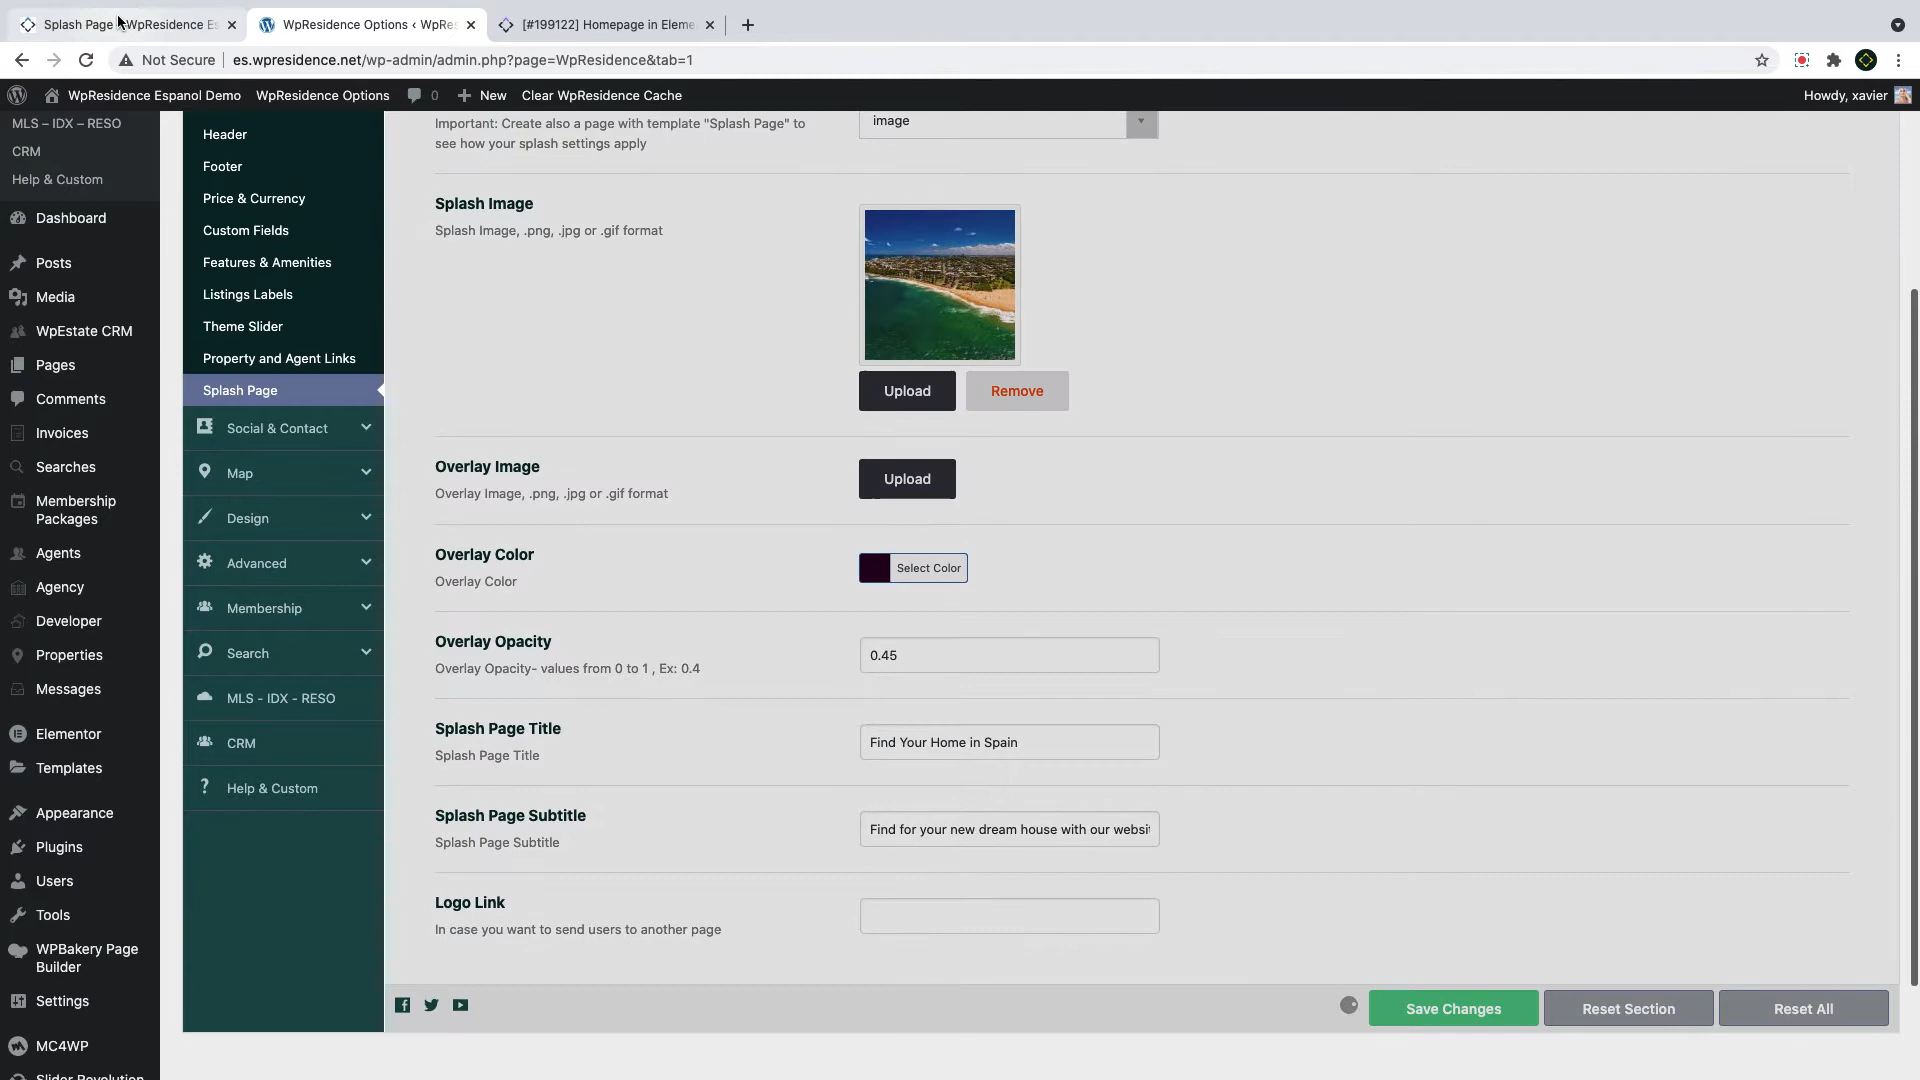 Splash Page – WpResidence Es
WpResidence Options ‹ WpRes
[#199122] Homepage in Eleme
Not Secure
es.wpresidence.net/wp-admin/admin.php?page=WpResidence&tab=1
WpResidence Espanol Demo
WpResidence Options
0
New
Clear WpResidence Cache
Howdy, xavier
MLS – IDX – RESO
CRM
Help & Custom
Dashboard
Posts
Media
WpEstate CRM
Pages
Comments
Invoices
Searches
Membership
Packages
Agents
Agency
Developer
Properties
Messages
Elementor
Templates
Appearance
Plugins
Users
Tools
WPBakery Page
Builder
Settings
MC4WP
Slider Revolution
Header
Footer
Price & Currency
Custom Fields
Features & Amenities
Listings Labels
Theme Slider
Property and Agent Links
Splash Page
Social & Contact
Map
Design
Advanced
Membership
Search
MLS - IDX - RESO
CRM
Help & Custom
Important: Create also a page with template "Splash Page" to
see how your splash settings apply
image
Splash Image
Splash Image, .png, .jpg or .gif format
Upload
Remove
Overlay Image
Overlay Image, .png, .jpg or .gif format
Upload
Overlay Color
Overlay Color
Select Color
Overlay Opacity
Overlay Opacity- values from 0 to 1 , Ex: 0.4
0.45
Splash Page Title
Splash Page Title
Find Your Home in Spain
Splash Page Subtitle
Splash Page Subtitle
Find for your new dream house with our websit
Logo Link
In case you want to send users to another page
Save Changes
Reset Section
Reset All